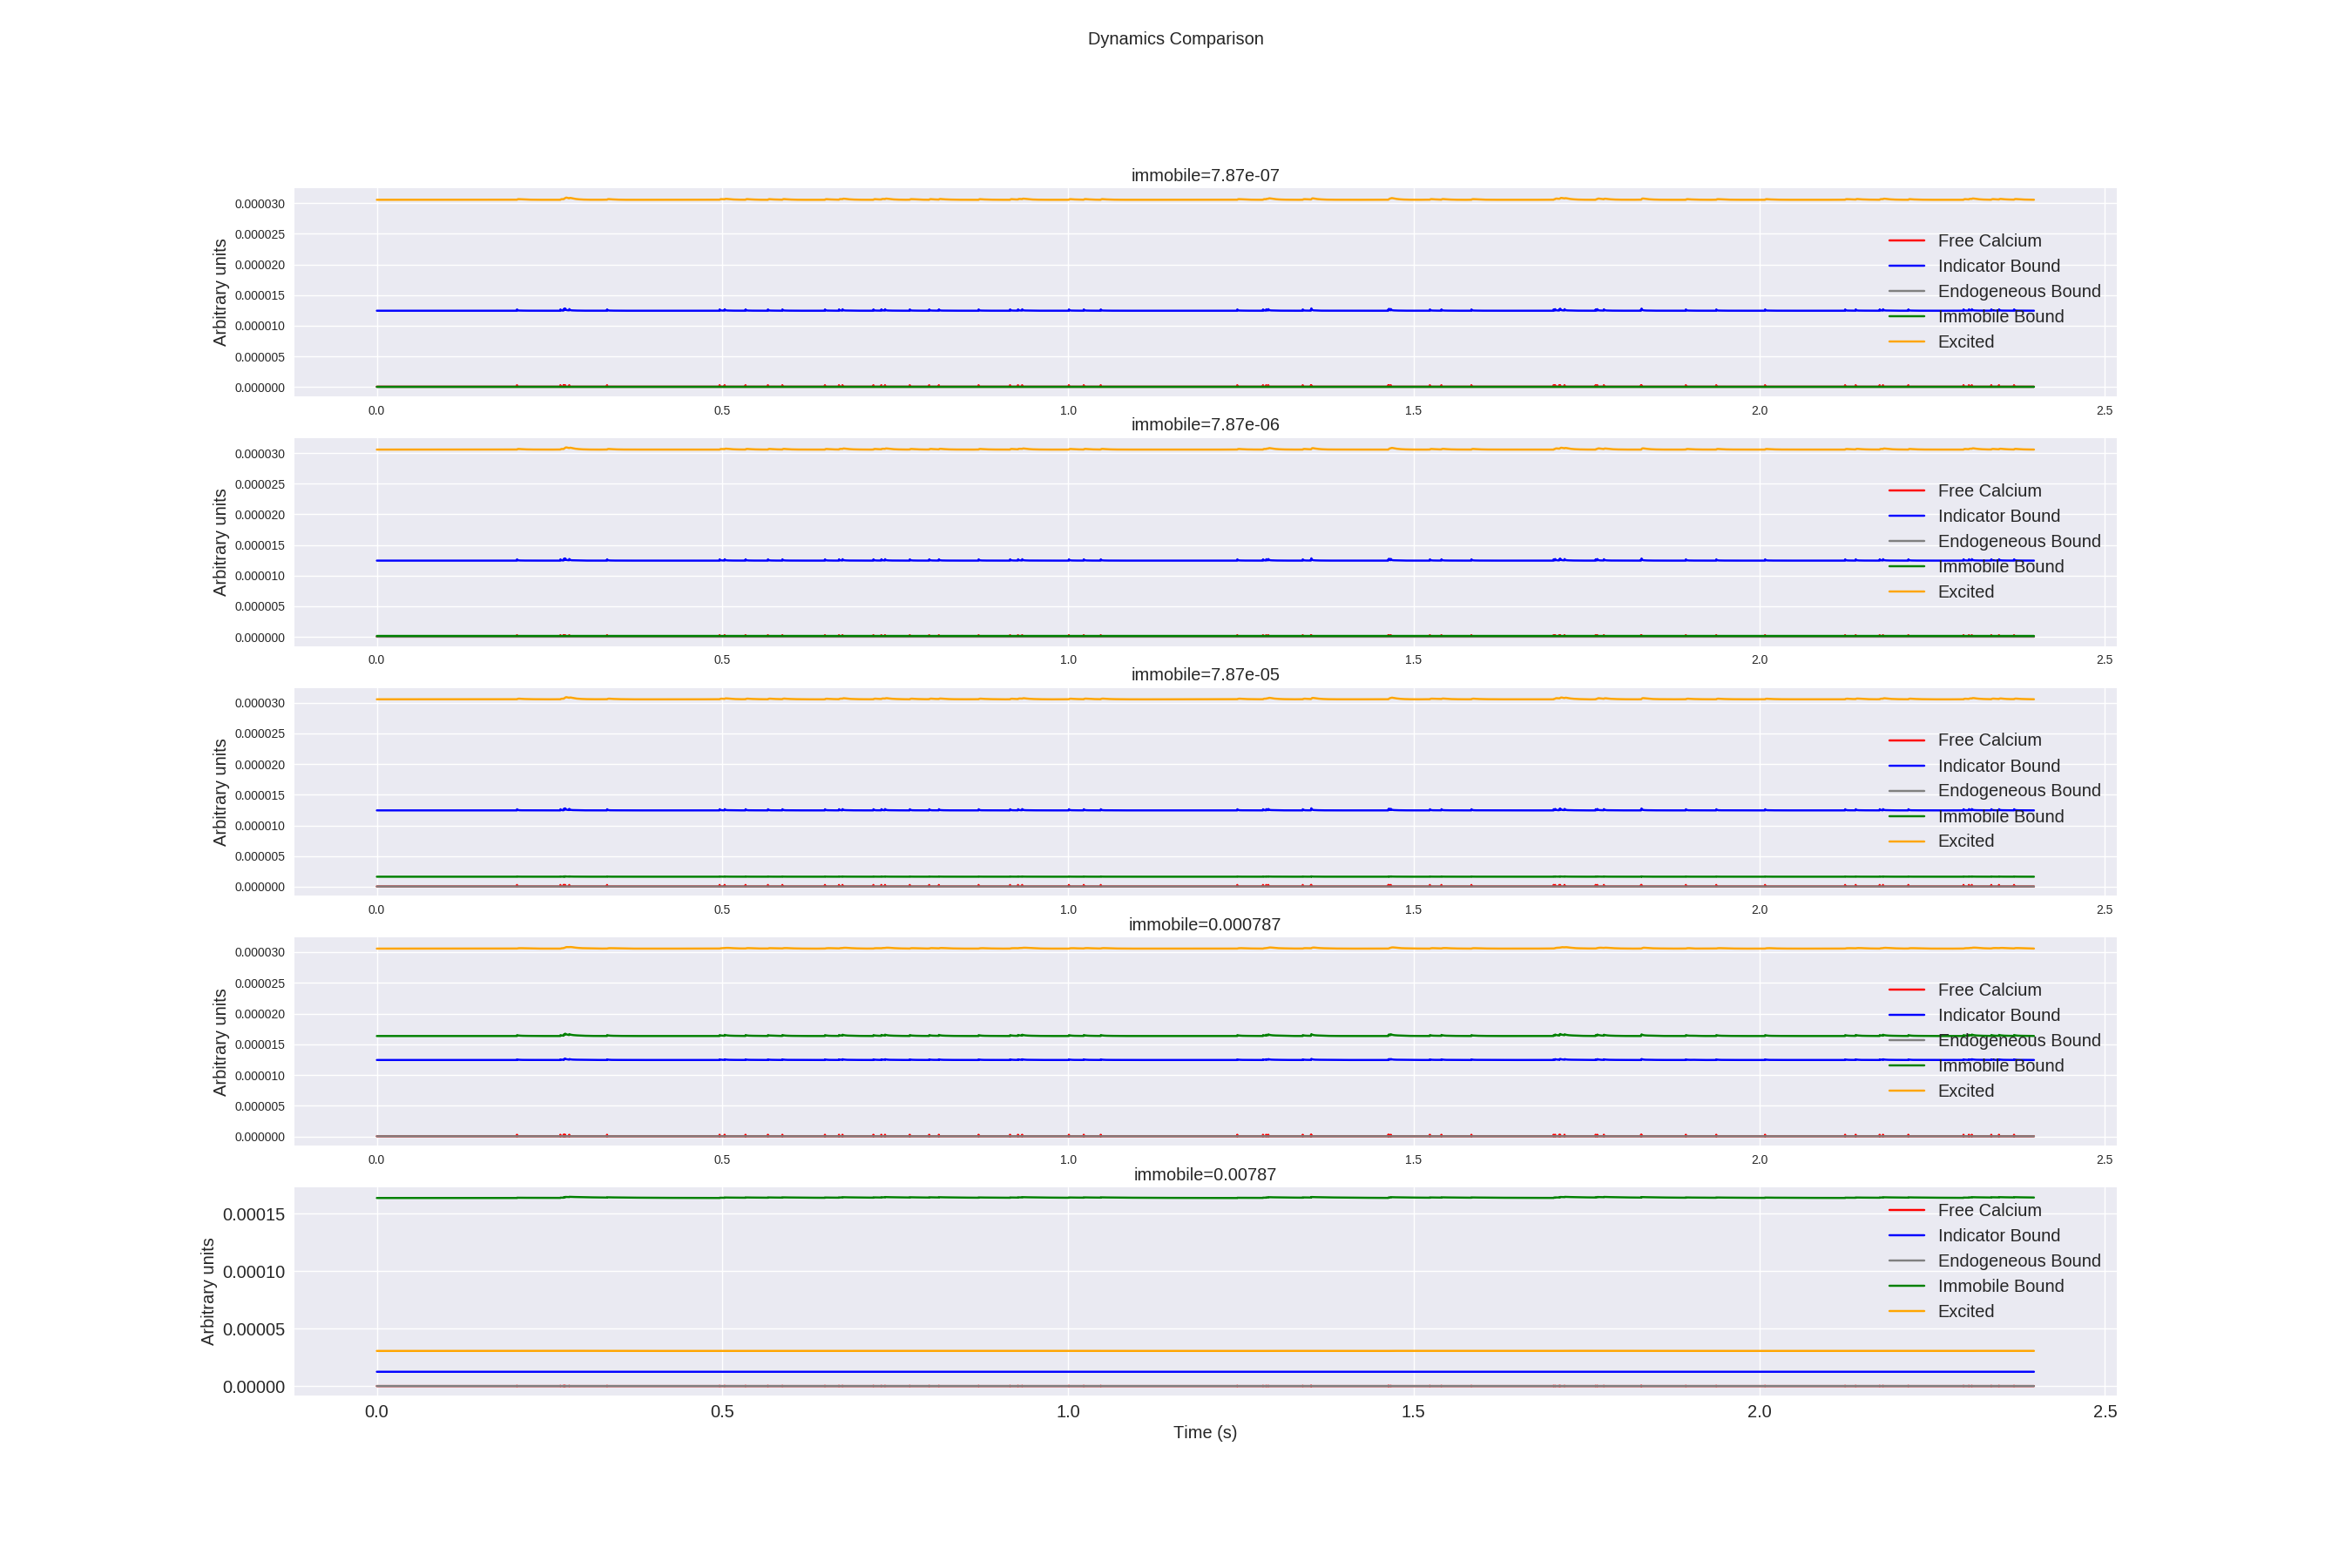 Dynamics Comparison
immobile=7.87e-07
Arbitrary units
0.000030
0.000025
0.000020
0.000015
0.000010
0.000005
0.000000
Free Calcium
Indicator Bound
Endogeneous Bound
Immobile Bound
Excited
0.0 0.5 1.0 1.5 2.0 2.5
immobile=7.87e-06
Arbitrary units
0.000030
0.000025
0.000020
0.000015
0.000010
0.000005
0.000000
Free Calcium
Indicator Bound
Endogeneous Bound
Immobile Bound
Excited
0.0 0.5 1.0 1.5 2.0 2.5
immobile=7.87e-05
Arbitrary units
0.000030
0.000025
0.000020
0.000015
0.000010
0.000005
0.000000
Free Calcium
Indicator Bound
Endogeneous Bound
Immobile Bound
Excited
0.0 0.5 1.0 1.5 2.0 2.5
immobile=0.000787
Arbitrary units
0.000030
0.000025
0.000020
0.000015
0.000010
0.000005
0.000000
Free Calcium
Indicator Bound
Endogeneous Bound
Immobile Bound
Excited
0.0 0.5 1.0 1.5 2.0 2.5
immobile=0.00787
Arbitrary units
0.00015
0.00010
0.00005
0.00000
Free Calcium
Indicator Bound
Endogeneous Bound
Immobile Bound
Excited
0.0 0.5 1.0 1.5 2.0 2.5
Time (s)